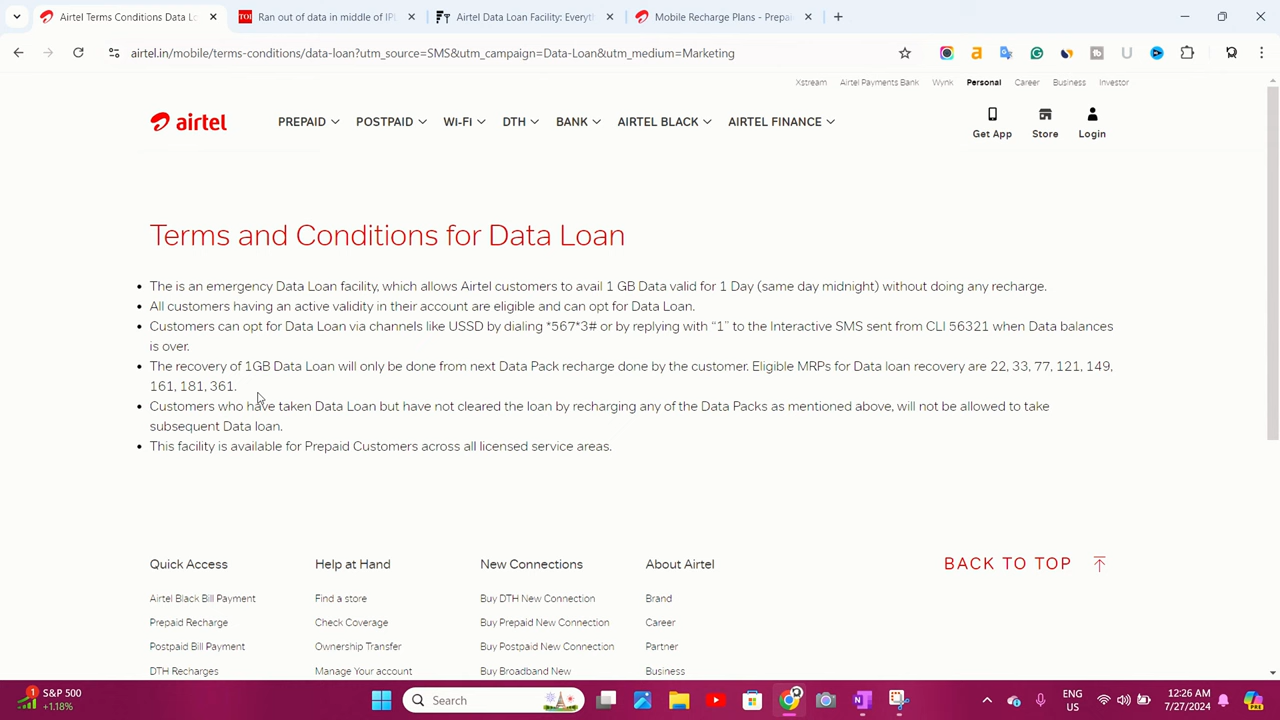 Airtel Terms Conditions Data Lo
Ran out of data in middle of IPL
Airtel Data Loan Facility: Everyt
Mobile Recharge Plans - Prepai
airtel.in/mobile/terms-conditions/data-loan?utm_source=SMS&utm_campaign=Data-Loan&utm_medium=Marketing
Xstream Airtel Payments Bank Wynk Personal Career Business Investor
airtel PREPAID POSTPAID WI-FI DTH BANK AIRTEL BLACK AIRTEL FINANCE
Get App Store Login
Terms and Conditions for Data Loan
• The is an emergency Data Loan facility, which allows Airtel customers to avail 1 GB Data valid for 1 Day (same day midnight) without doing any recharge.
• All customers having an active validity in their account are eligible and can opt for Data Loan.
• Customers can opt for Data Loan via channels like USSD by dialing *567*3# or by replying with “1” to the Interactive SMS sent from CLI 56321 when Data balances
is over.
• The recovery of 1GB Data Loan will only be done from next Data Pack recharge done by the customer. Eligible MRPs for Data loan recovery are 22, 33, 77, 121, 149,
161, 181, 361.
• Customers who have taken Data Loan but have not cleared the loan by recharging any of the Data Packs as mentioned above, will not be allowed to take
subsequent Data loan.
• This facility is available for Prepaid Customers across all licensed service areas.
Quick Access Help at Hand New Connections About Airtel BACK TO TOP
Airtel Black Bill Payment Find a store Buy DTH New Connection Brand
Prepaid Recharge Check Coverage Buy Prepaid New Connection Career
Postpaid Bill Payment Ownership Transfer Buy Postpaid New Connection Partner
DTH Recharges Manage Your account Buy Broadband New Business
1 S&P 500
+1.18%
Search
ENG
US
12:26 AM
7/27/2024